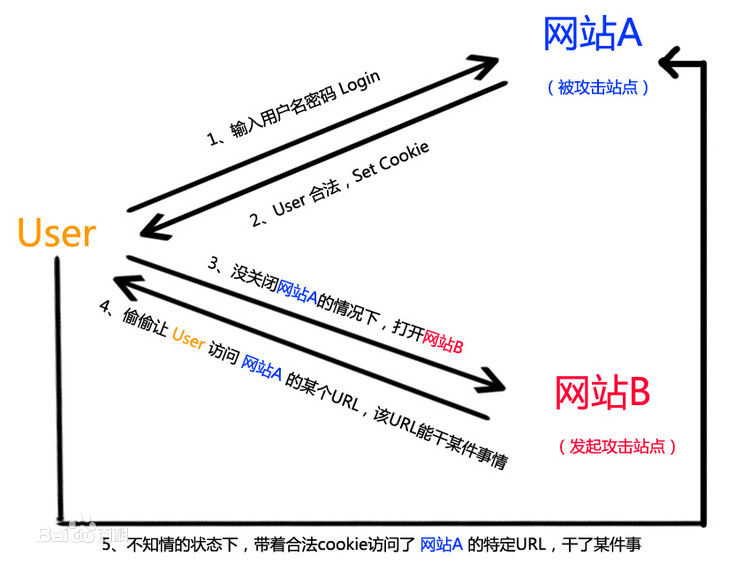 网站A
（被攻击站点）
1、输入用户名密码 Login
2、User 合法，Set Cookie
User
3、没关闭网站A的情况下，打开网站B
4、偷偷让 User 访问 网站A 的某个URL，该URL能干某件事情
网站B
（发起攻击站点）
Baidu百科
5、不知情的状态下，带着合法cookie访问了 网站A 的特定URL，干了某件事